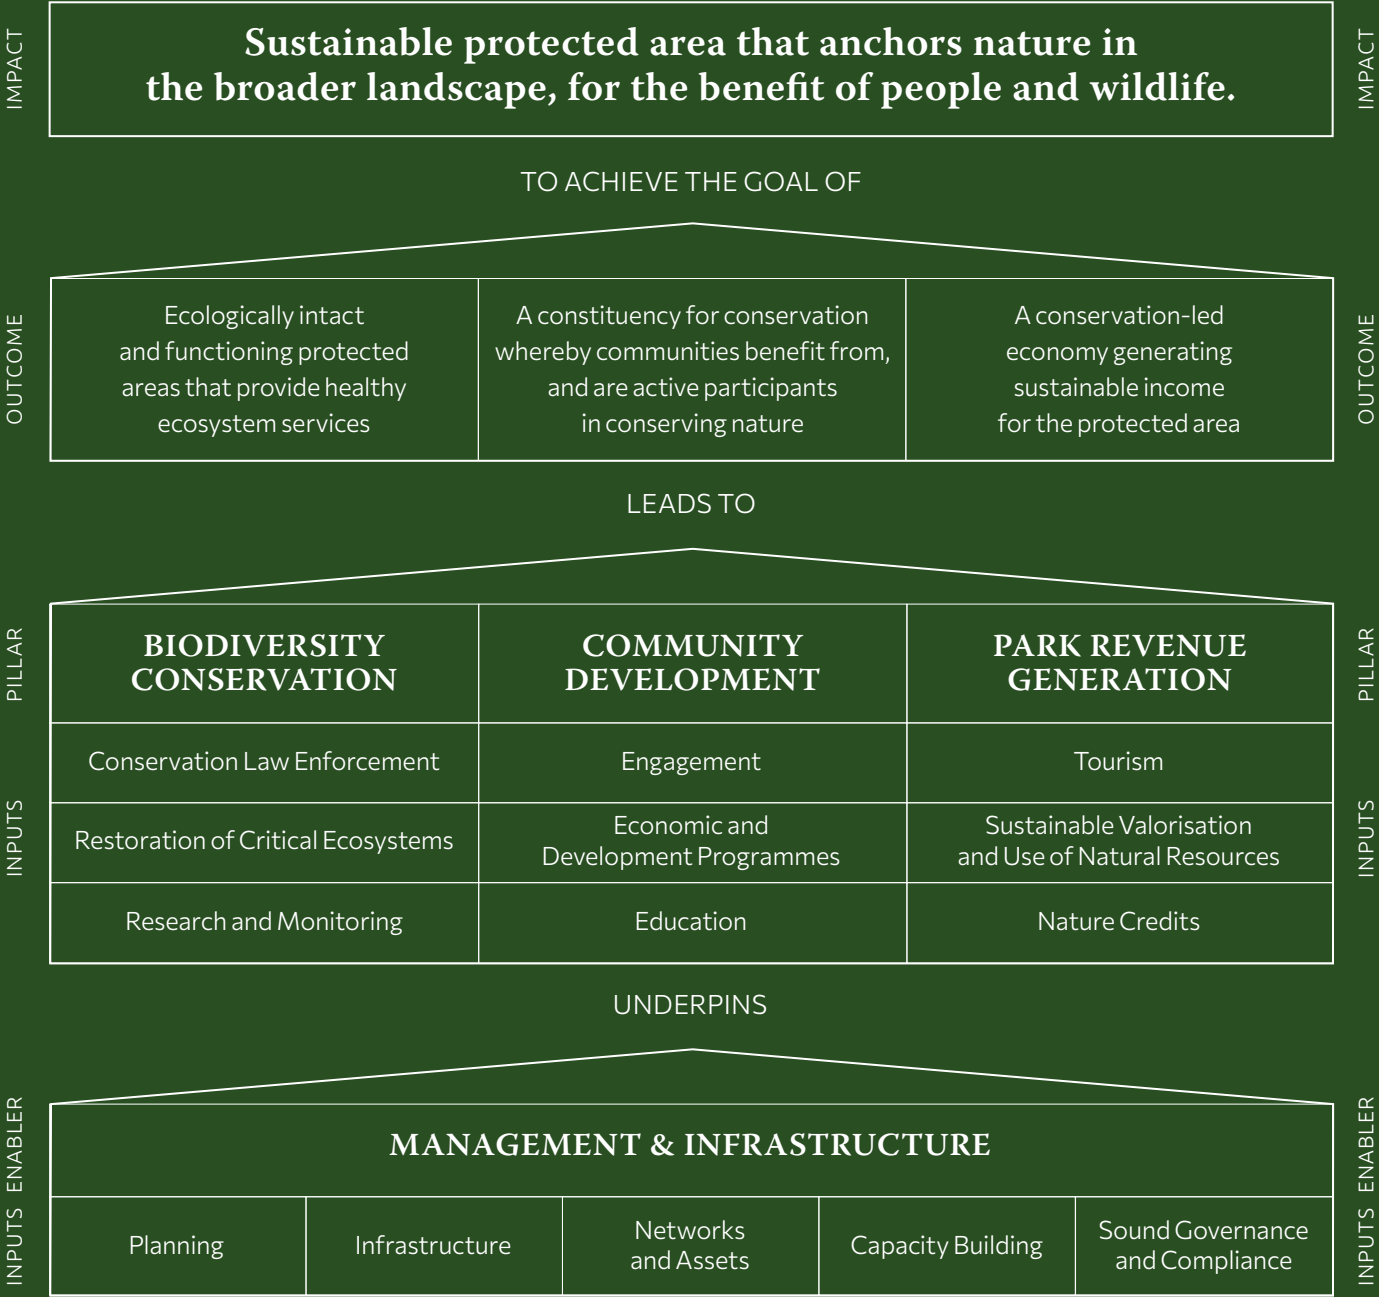 IMPACT
Sustainable protected area that anchors nature in
the broader landscape, for the benefit of people and wildlife.
IMPACT
TO ACHIEVE THE GOAL OF
OUTCOME
Ecologically intact
and functioning protected
areas that provide healthy
ecosystem services
A constituency for conservation
whereby communities benefit from,
and are active participants
in conserving nature
A conservation-led
economy generating
sustainable income
for the protected area
OUTCOME
LEADS TO
PILLAR
BIODIVERSITY
CONSERVATION
COMMUNITY
DEVELOPMENT
PARK REVENUE
GENERATION
PILLAR
INPUTS
Conservation Law Enforcement
Engagement
Tourism
Restoration of Critical Ecosystems
Economic and
Development Programmes
Sustainable Valorisation
and Use of Natural Resources
Research and Monitoring
Education
Nature Credits
INPUTS
UNDERPINS
ENABLER
MANAGEMENT & INFRASTRUCTURE
ENABLER
INPUTS
Planning
Infrastructure
Networks
and Assets
Capacity Building
Sound Governance
and Compliance
INPUTS